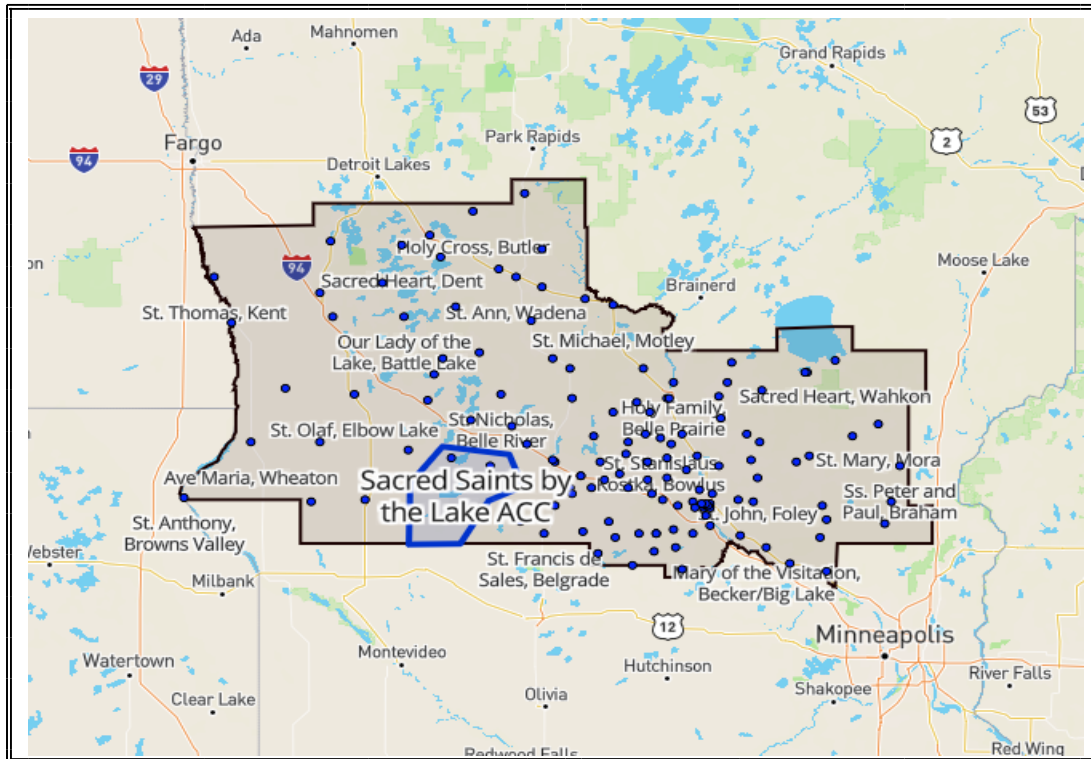 Ada
Mahnomen
Grand Rapids
29
53
2
Fargo
Park Rapids
94
Detroit Lakes
Holy Cross, Butler
94
Moose Lake
Sacred Heart, Dent
Brainerd
St. Thomas, Kent
St. Ann, Wadena
Our Lady of the
Lake, Battle Lake
St. Michael, Motley
Sacred Heart, Wahkon
Holy Family,
Belle Prairie
St. Nicholas,
Belle River
St. Olaf, Elbow Lake
St. Mary, Mora
St. Stanislaus
Kostka, Bowlus
Ave Maria, Wheaton
Sacred Saints by
the Lake ACC
Ss. Peter and
Paul, Braham
St. John, Foley
St. Anthony,
Browns Valley
St. Francis de
Sales, Belgrade
Mary of the Visitation,
Becker/Big Lake
Milbank
12
Minneapolis
Watertown
Montevideo
Hutchinson
River Falls
Clear Lake
Olivia
Shakopee
Redwood Falls
Red Wing